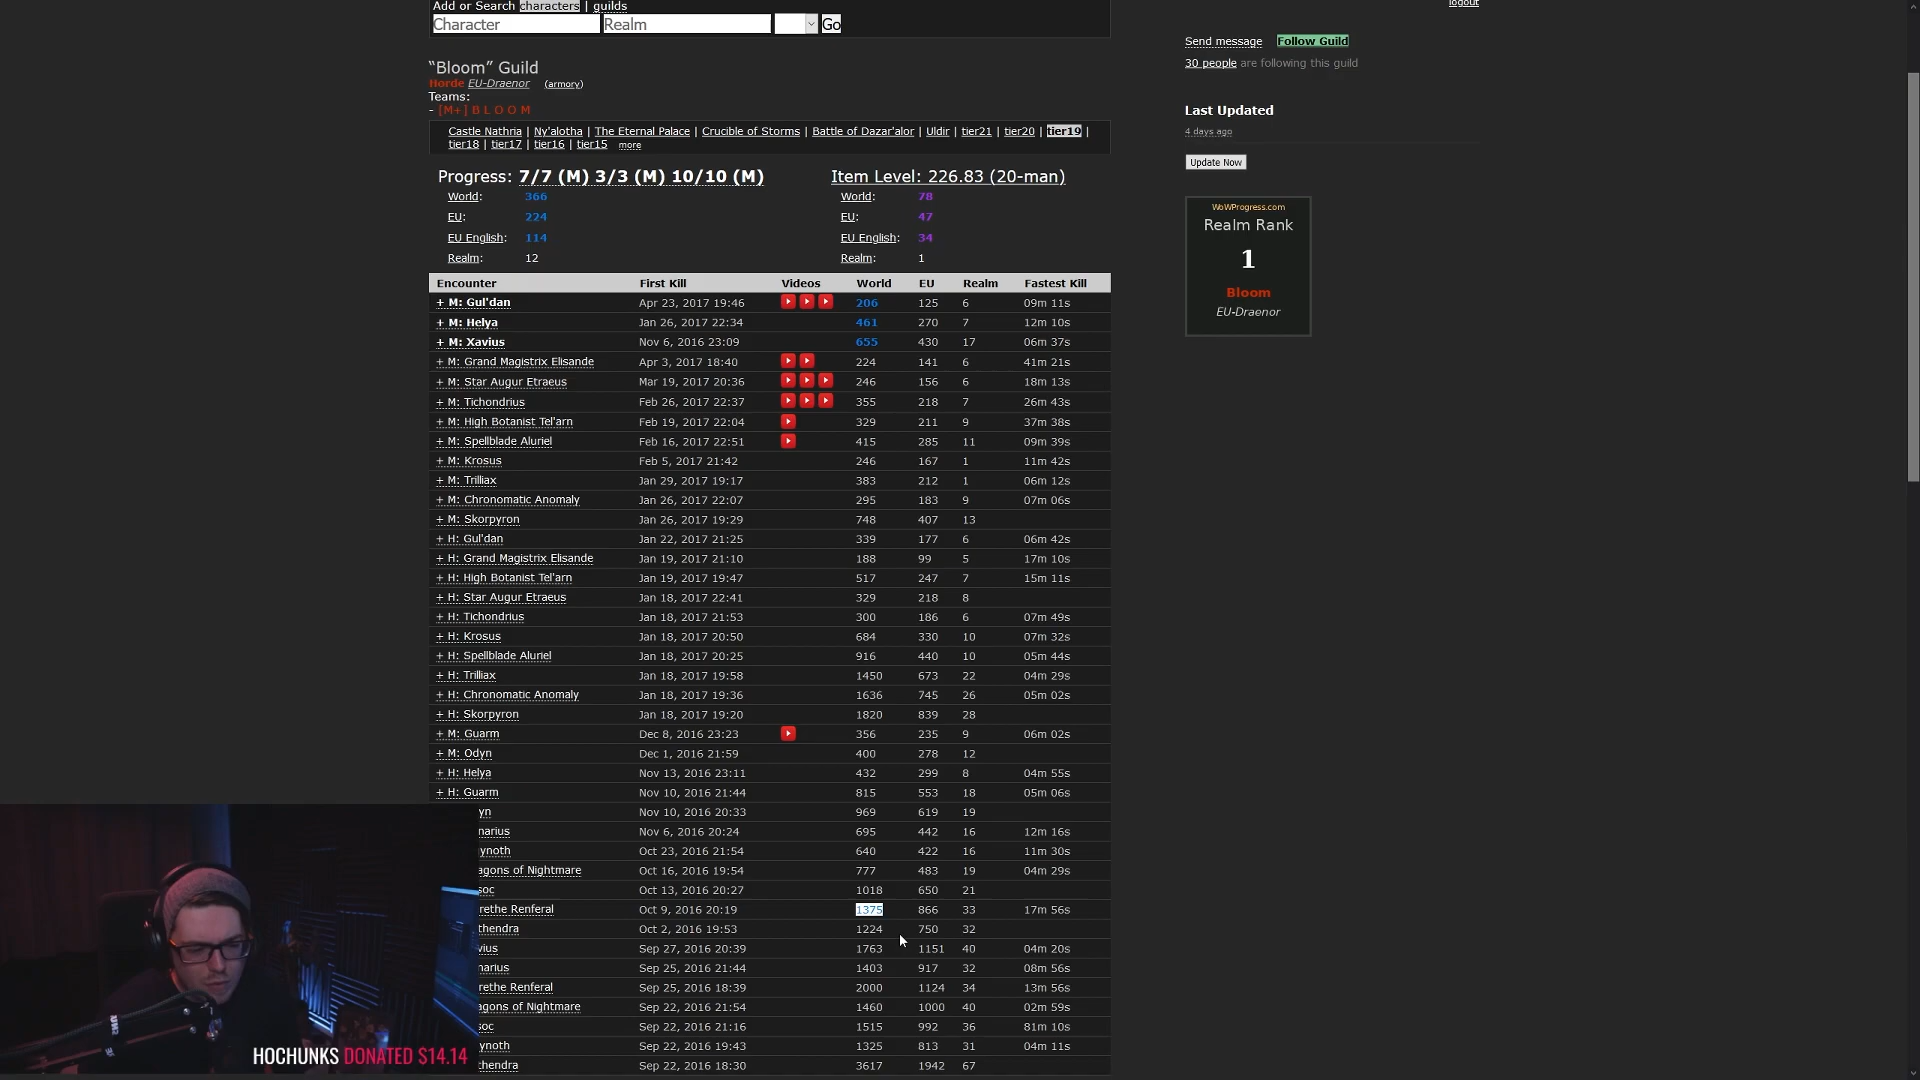 Add or Search characters | guilds
Character Realm Go
logout
Send message Follow Guild
30 people are following this guild
“Bloom” Guild
Horde EU-Draenor (armory)
Teams:
- [M+] B L O O M
Last Updated
4 days ago
Update Now
Castle Nathria | Ny'alotha | The Eternal Palace | Crucible of Storms | Battle of Dazar'alor | Uldir | tier21 | tier20 | tier19 |
tier18 | tier17 | tier16 | tier15 more
Progress: 7/7 (M) 3/3 (M) 10/10 (M) Item Level: 226.83 (20-man)
World: 366 World: 78
EU: 224 EU: 47
EU English: 114 EU English: 34
Realm: 12 Realm: 1
WoWProgress.com
Realm Rank
1
Bloom
EU-Draenor
Encounter First Kill Videos World EU Realm Fastest Kill
+ M: Gul'dan Apr 23, 2017 19:46 206 125 6 09m 11s
+ M: Helya Jan 26, 2017 22:34 461 270 7 12m 10s
+ M: Xavius Nov 6, 2016 23:09 655 430 17 06m 37s
+ M: Grand Magistrix Elisande Apr 3, 2017 18:40 224 141 6 41m 21s
+ M: Star Augur Etraeus Mar 19, 2017 20:36 246 156 6 18m 13s
+ M: Tichondrius Feb 26, 2017 22:37 355 218 7 26m 43s
+ M: High Botanist Tel'arn Feb 19, 2017 22:04 329 211 9 37m 38s
+ M: Spellblade Aluriel Feb 16, 2017 22:51 415 285 11 09m 39s
+ M: Krosus Feb 5, 2017 21:42 246 167 1 11m 42s
+ M: Trilliax Jan 29, 2017 19:17 383 212 1 06m 12s
+ M: Chronomatic Anomaly Jan 26, 2017 22:07 295 183 9 07m 06s
+ M: Skorpyron Jan 26, 2017 19:29 748 407 13
+ H: Gul'dan Jan 22, 2017 21:25 339 177 6 06m 42s
+ H: Grand Magistrix Elisande Jan 19, 2017 21:10 188 99 5 17m 10s
+ H: High Botanist Tel'arn Jan 19, 2017 19:47 517 247 7 15m 11s
+ H: Star Augur Etraeus Jan 18, 2017 22:41 329 218 8
+ H: Tichondrius Jan 18, 2017 21:53 300 186 6 07m 49s
+ H: Krosus Jan 18, 2017 20:50 684 330 10 07m 32s
+ H: Spellblade Aluriel Jan 18, 2017 20:25 916 440 10 05m 44s
+ H: Trilliax Jan 18, 2017 19:58 1450 673 22 04m 29s
+ H: Chronomatic Anomaly Jan 18, 2017 19:36 1636 745 26 05m 02s
+ H: Skorpyron Jan 18, 2017 19:20 1820 839 28
+ M: Guarm Dec 8, 2016 23:23 356 235 9 06m 02s
+ M: Odyn Dec 1, 2016 21:59 400 278 12
+ H: Helya Nov 13, 2016 23:11 432 299 8 04m 55s
+ H: Guarm Nov 10, 2016 21:44 815 553 18 05m 06s
yn Nov 10, 2016 20:33 969 619 19
narius Nov 6, 2016 20:24 695 442 16 12m 16s
ynoth Oct 23, 2016 21:54 640 422 16 11m 30s
agons of Nightmare Oct 16, 2016 19:54 777 483 19 04m 29s
soc Oct 13, 2016 20:27 1018 650 21
rethe Renferal Oct 9, 2016 20:19 1375 866 33 17m 56s
thendra Oct 2, 2016 19:53 1224 750 32
vius Sep 27, 2016 20:39 1763 1151 40 04m 20s
narius Sep 25, 2016 21:44 1403 917 32 08m 56s
rethe Renferal Sep 25, 2016 18:39 2000 1124 34 13m 56s
agons of Nightmare Sep 22, 2016 21:54 1460 1000 40 02m 59s
soc Sep 22, 2016 21:16 1515 992 36 81m 10s
ynoth Sep 22, 2016 19:43 1325 813 31 04m 11s
thendra Sep 22, 2016 18:30 3617 1942 67
HOCHUNKS DONATED $14.14